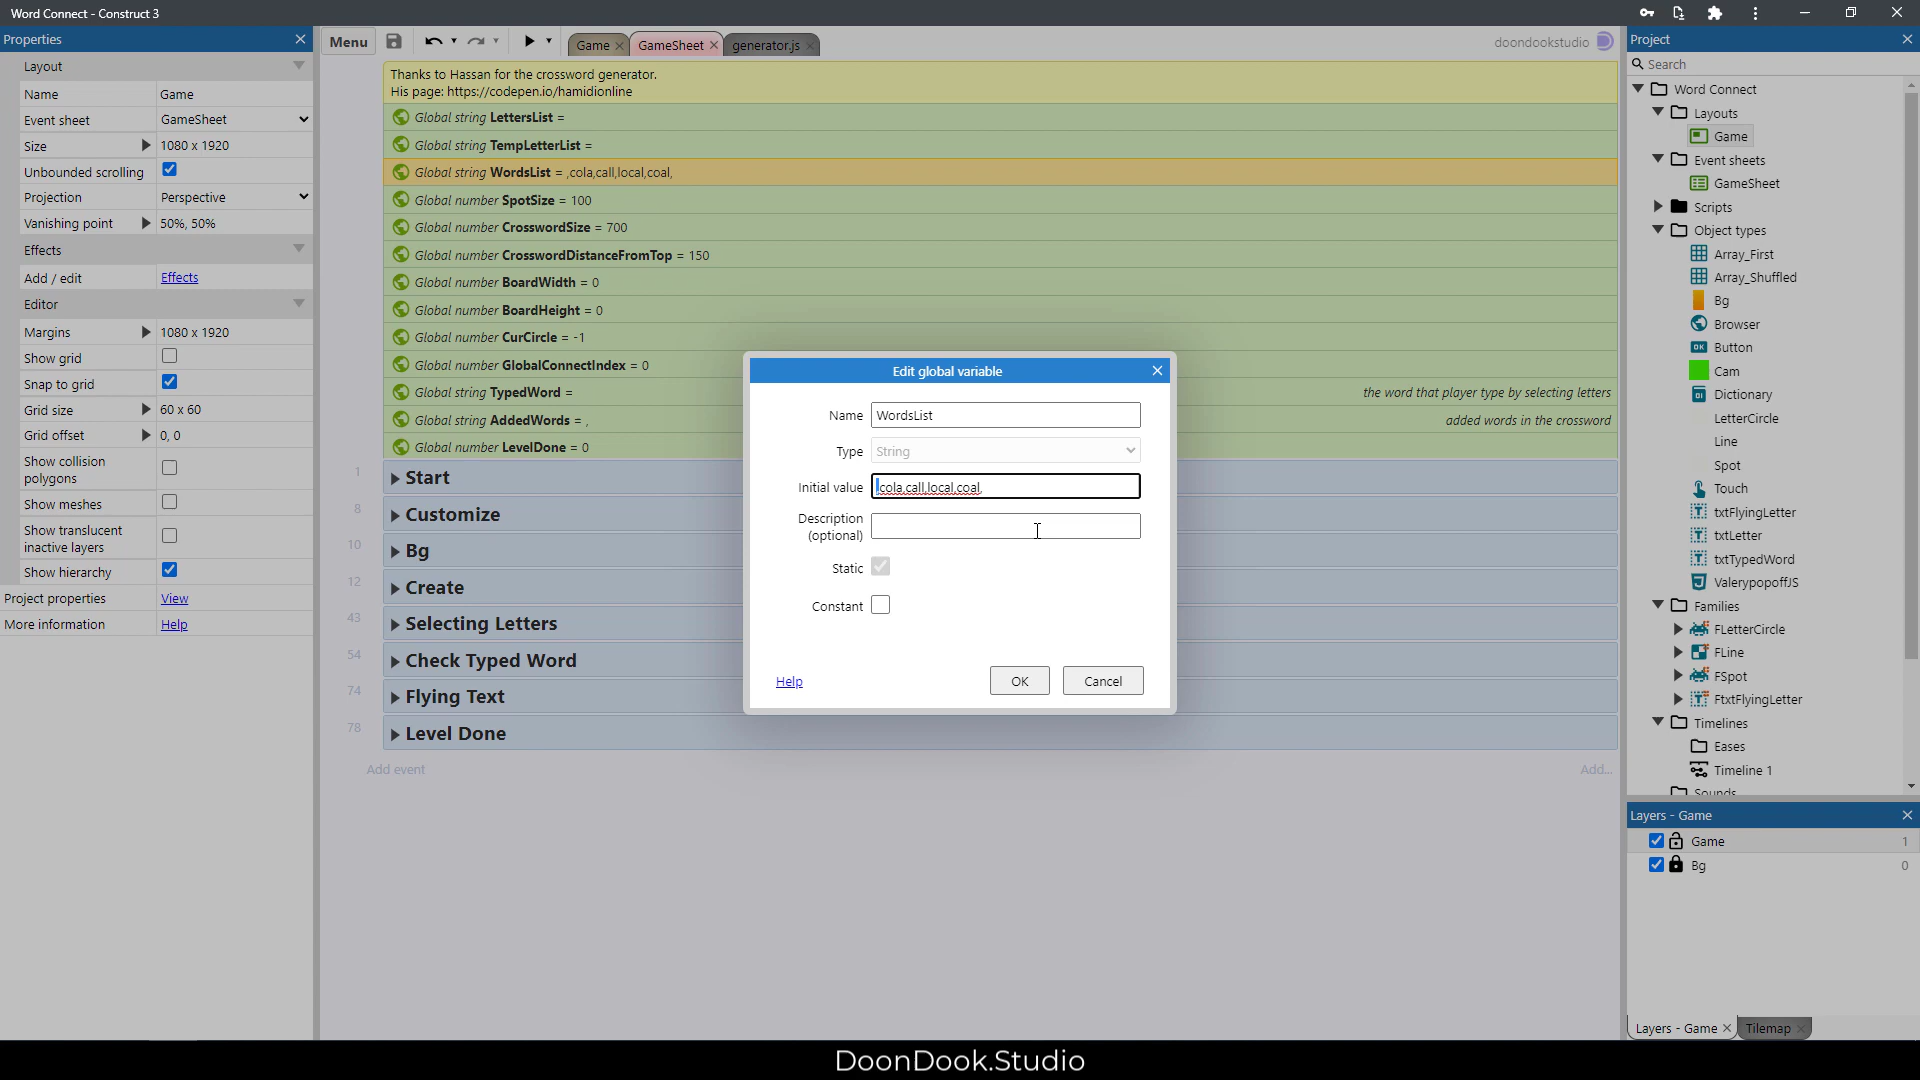 Word Connect - Construct 3
Properties
Layout
Name Game
Event sheet GameSheet
Size 1080 x 1920
Unbounded scrolling
Projection Perspective
Vanishing point 50%, 50%
Effects
Add / edit Effects
Editor
Margins 1080 x 1920
Show grid
Snap to grid
Grid size 60 x 60
Grid offset 0, 0
Show collision
polygons
Show meshes
Show translucent
inactive layers
Show hierarchy
Project properties View
More information Help
Menu
Game
GameSheet
generator.js
doondookstudio
Thanks to Hassan for the crossword generator.
His page: https://codepen.io/hamidionline
Global string LettersList =
Global string TempLetterList =
Global string WordsList = ,cola,call,local,coal,
Global number SpotSize = 100
Global number CrosswordSize = 700
Global number CrosswordDistanceFromTop = 150
Global number BoardWidth = 0
Global number BoardHeight = 0
Global number CurCircle = -1
Global number GlobalConnectIndex = 0
Global string TypedWord = the word that player type by selecting letters
Global string AddedWords = , added words in the crossword
Global number LevelDone = 0
1 Start
8 Customize
10 Bg
12 Create
43 Selecting Letters
54 Check Typed Word
74 Flying Text
78 Level Done
Add event Add...
Edit global variable
Name WordsList
Type String
Initial value ,cola,call,local,coal,
Description
(optional)
Static
Constant
Help OK Cancel
Project
Search
Word Connect
Layouts
Game
Event sheets
GameSheet
Scripts
Object types
Array_First
Array_Shuffled
Bg
Browser
OK Button
Cam
Dictionary
LetterCircle
Line
Spot
Touch
txtFlyingLetter
txtLetter
txtTypedWord
ValerypopoffJS
Families
FLetterCircle
FLine
FSpot
FtxtFlyingLetter
Timelines
Eases
Timeline 1
Sounds
Layers - Game
Game 1
Bg 0
Layers - Game Tilemap
DoonDook.Studio